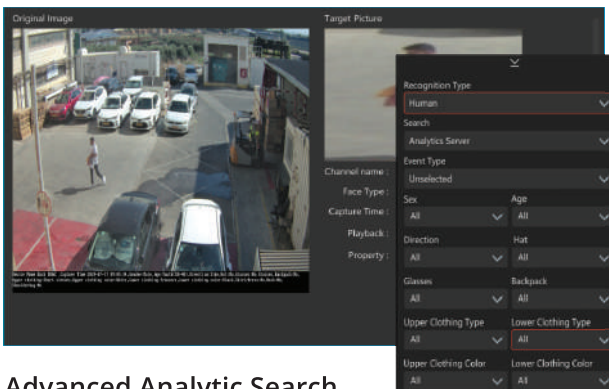 Original Image
Target Picture
Recognition Type
Human
Search
Analytics Server
Event Type
Unselected
Sex Age
All All
Direction Hat
All All
Glasses Backpack
All All
Upper Clothing Type Lower Clothing Type
All All
Upper Clothing Color Lower Clothing Color
All All
Channel name :
Face Type :
Capture Time :
Playback :
Property :
Advanced Analytic Search